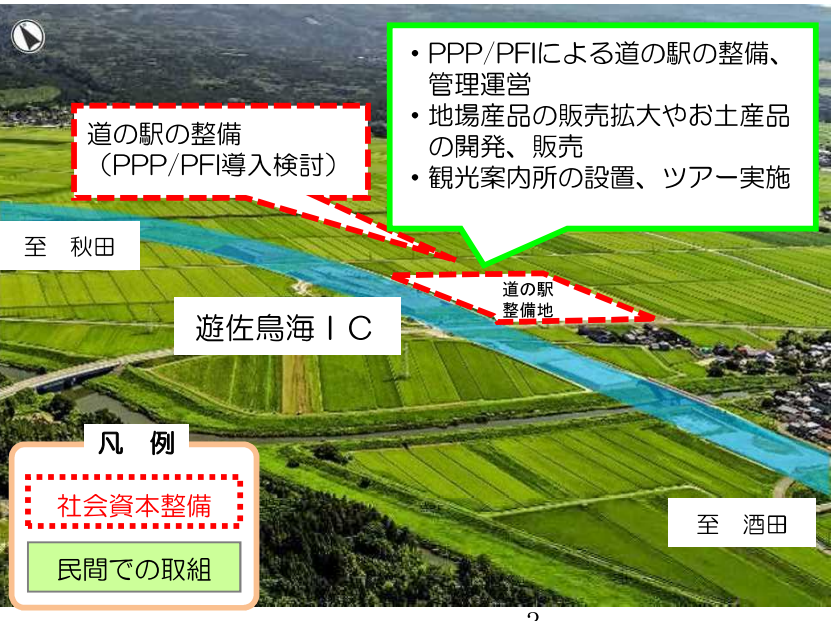 ・PPP/PFIによる道の駅の整備、
管理運営
・地場産品の販売拡大やお土産品
の開発、販売
・観光案内所の設置、ツアー実施
道の駅の整備
（PPP/PFI導入検討）
至　秋田
道の駅
整備地
遊佐鳥海ＩＣ
凡　例
社会資本整備
民間での取組
至　酒田